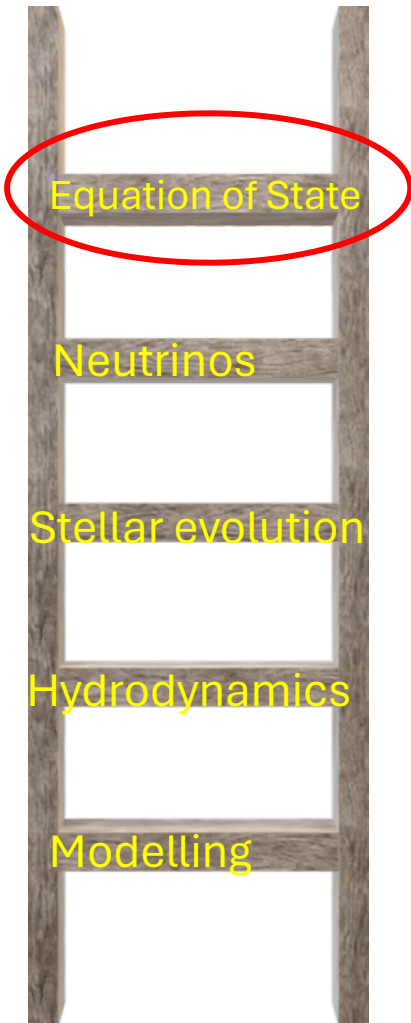 Equation of State
Neutrinos
Stellar evolution
Hydrodynamics
Modelling